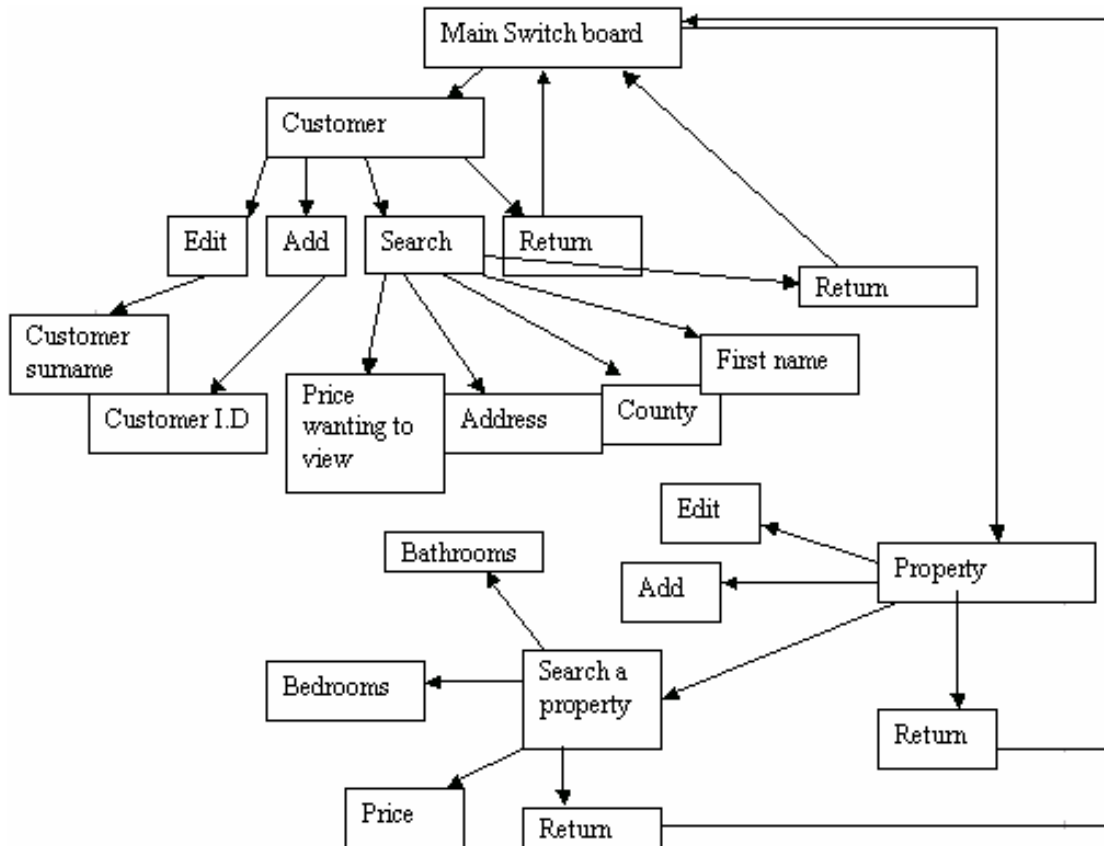 Main Switch board
Customer
Edit
Add
Search
Return
Return
Customer
surname
Customer I.D
Price
wanting to
view
Address
County
First name
Edit
Bathrooms
Add
Property
Bedrooms
Search a
property
Return
Price
Return